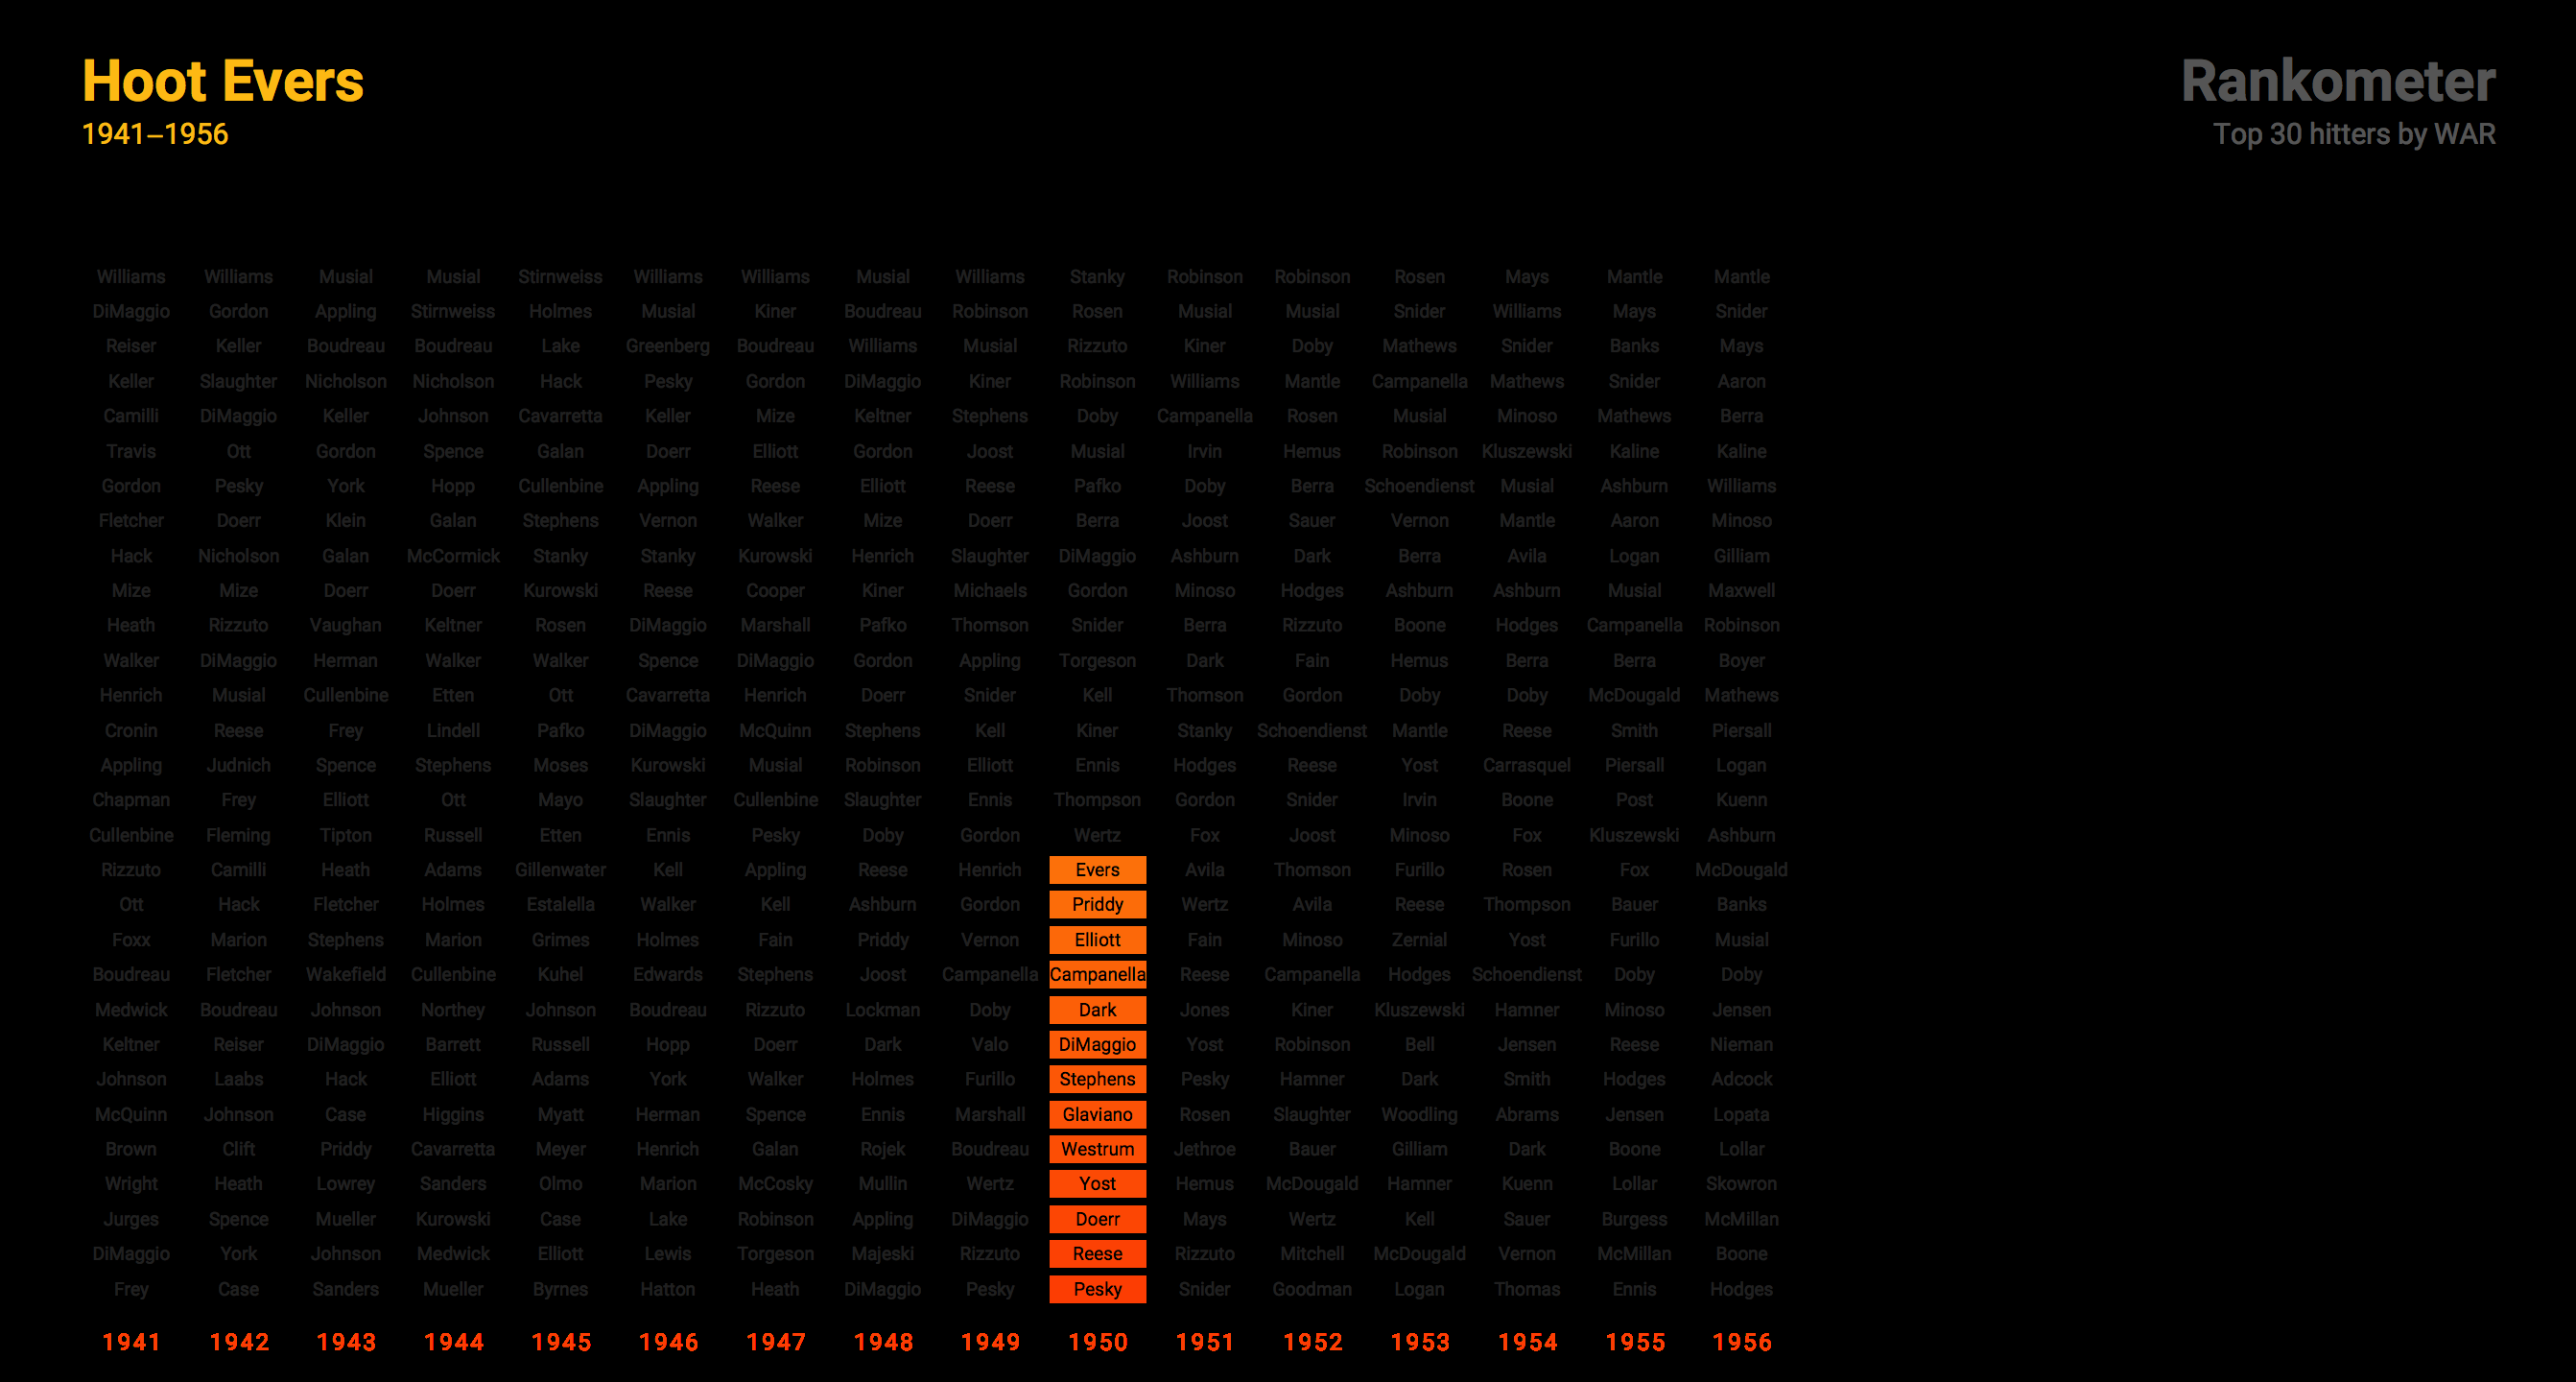 Hoot Evers
1941–1956
Rankometer
Top 30 hitters by WAR
Williams Williams Musial Musial Stirnweiss Williams Williams Musial Williams Stanky Robinson Robinson Rosen Mays Mantle Mantle
DiMaggio Gordon Appling Stirnweiss Holmes Musial Kiner Boudreau Robinson Rosen Musial Musial Snider Williams Mays Snider
Reiser Keller Boudreau Boudreau Lake Greenberg Boudreau Williams Musial Rizzuto Kiner Doby Mathews Snider Banks Mays
Keller Slaughter Nicholson Nicholson Hack Pesky Gordon DiMaggio Kiner Robinson Williams Mantle Campanella Mathews Snider Aaron
Camilli DiMaggio Keller Johnson Cavarretta Keller Mize Keltner Stephens Doby Campanella Rosen Musial Minoso Mathews Berra
Travis Ott Gordon Spence Galan Doerr Elliott Gordon Joost Musial Irvin Hemus Robinson Kluszewski Kaline Kaline
Gordon Pesky York Hopp Cullenbine Appling Reese Elliott Reese Pafko Doby Berra Schoendienst Musial Ashburn Williams
Fletcher Doerr Klein Galan Stephens Vernon Walker Mize Doerr Berra Joost Sauer Vernon Mantle Aaron Minoso
Hack Nicholson Galan McCormick Stanky Stanky Kurowski Henrich Slaughter DiMaggio Ashburn Dark Berra Avila Logan Gilliam
Mize Mize Doerr Doerr Kurowski Reese Cooper Kiner Michaels Gordon Minoso Hodges Ashburn Ashburn Musial Maxwell
Heath Rizzuto Vaughan Keltner Rosen DiMaggio Marshall Pafko Thomson Snider Berra Rizzuto Boone Hodges Campanella Robinson
Walker DiMaggio Herman Walker Walker Spence DiMaggio Gordon Appling Torgeson Dark Fain Hemus Berra Berra Boyer
Henrich Musial Cullenbine Etten Ott Cavarretta Henrich Doerr Snider Kell Thomson Gordon Doby Doby McDougald Mathews
Cronin Reese Frey Lindell Pafko DiMaggio McQuinn Stephens Kell Kiner Stanky Schoendienst Mantle Reese Smith Piersall
Appling Judnich Spence Stephens Moses Kurowski Musial Robinson Elliott Ennis Hodges Reese Yost Carrasquel Piersall Logan
Chapman Frey Elliott Ott Mayo Slaughter Cullenbine Slaughter Ennis Thompson Gordon Snider Irvin Boone Post Kuenn
Cullenbine Fleming Tipton Russell Etten Ennis Pesky Doby Gordon Wertz Fox Joost Minoso Fox Kluszewski Ashburn
Rizzuto Camilli Heath Adams Gillenwater Kell Appling Reese Henrich Evers Avila Thomson Furillo Rosen Fox McDougald
Ott Hack Fletcher Holmes Estalella Walker Kell Ashburn Gordon Priddy Wertz Avila Reese Thompson Bauer Banks
Foxx Marion Stephens Marion Grimes Holmes Fain Priddy Vernon Elliott Fain Minoso Zernial Yost Furillo Musial
Boudreau Fletcher Wakefield Cullenbine Kuhel Edwards Stephens Joost Campanella Campanella Reese Campanella Hodges Schoendienst Doby Doby
Medwick Boudreau Johnson Northey Johnson Boudreau Rizzuto Lockman Doby Dark Jones Kiner Kluszewski Hamner Minoso Jensen
Keltner Reiser DiMaggio Barrett Russell Hopp Doerr Dark Valo DiMaggio Yost Robinson Bell Jensen Reese Nieman
Johnson Laabs Hack Elliott Adams York Walker Holmes Furillo Stephens Pesky Hamner Dark Smith Hodges Adcock
McQuinn Johnson Case Higgins Myatt Herman Spence Ennis Marshall Glaviano Rosen Slaughter Woodling Abrams Jensen Lopata
Brown Clift Priddy Cavarretta Meyer Henrich Galan Rojek Boudreau Westrum Jethroe Bauer Gilliam Dark Boone Lollar
Wright Heath Lowrey Sanders Olmo Marion McCosky Mullin Wertz Yost Hemus McDougald Hamner Kuenn Lollar Skowron
Jurges Spence Mueller Kurowski Case Lake Robinson Appling DiMaggio Doerr Mays Wertz Kell Sauer Burgess McMillan
DiMaggio York Johnson Medwick Elliott Lewis Torgeson Majeski Rizzuto Reese Rizzuto Mitchell McDougald Vernon McMillan Boone
Frey Case Sanders Mueller Byrnes Hatton Heath DiMaggio Pesky Pesky Snider Goodman Logan Thomas Ennis Hodges
1941 1942 1943 1944 1945 1946 1947 1948 1949 1950 1951 1952 1953 1954 1955 1956